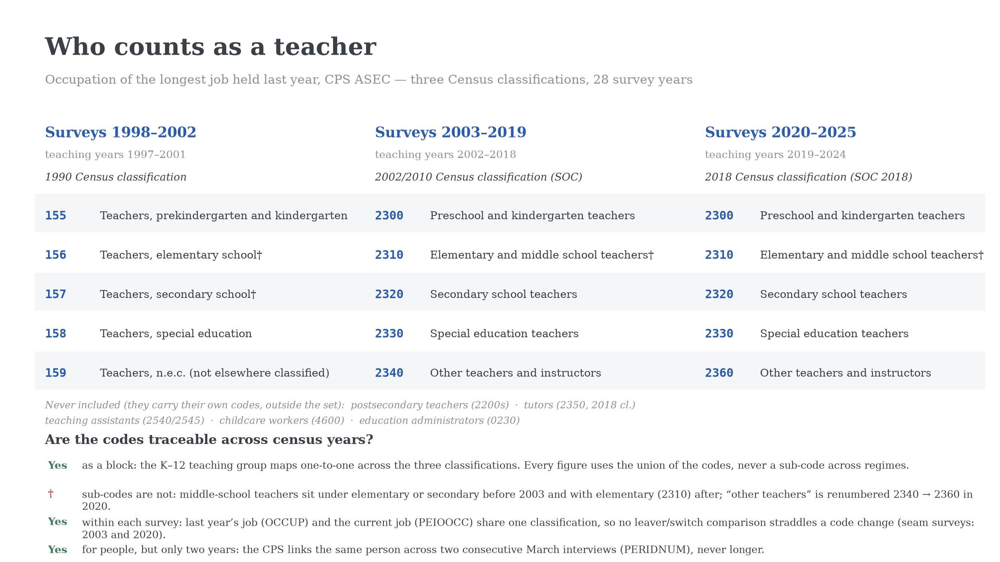 Who counts as a teacher
Occupation of the longest job held last year, CPS ASEC — three Census classifications, 28 survey years
Surveys 1998–2002
teaching years 1997–2001
1990 Census classification
Surveys 2003–2019
teaching years 2002–2018
2002/2010 Census classification (SOC)
Surveys 2020–2025
teaching years 2019–2024
2018 Census classification (SOC 2018)
155 Teachers, prekindergarten and kindergarten 2300 Preschool and kindergarten teachers 2300 Preschool and kindergarten teachers
156 Teachers, elementary school† 2310 Elementary and middle school teachers† 2310 Elementary and middle school teachers†
157 Teachers, secondary school† 2320 Secondary school teachers 2320 Secondary school teachers
158 Teachers, special education 2330 Special education teachers 2330 Special education teachers
159 Teachers, n.e.c. (not elsewhere classified) 2340 Other teachers and instructors 2360 Other teachers and instructors
Never included (they carry their own codes, outside the set): postsecondary teachers (2200s) · tutors (2350, 2018 cl.)
teaching assistants (2540/2545) · childcare workers (4600) · education administrators (0230)
Are the codes traceable across census years?
Yes as a block: the K–12 teaching group maps one-to-one across the three classifications. Every figure uses the union of the codes, never a sub-code across regimes.
† sub-codes are not: middle-school teachers sit under elementary or secondary before 2003 and with elementary (2310) after; “other teachers” is renumbered 2340 → 2360 in
2020.
Yes within each survey: last year’s job (OCCUP) and the current job (PEIOOCC) share one classification, so no leaver/switch comparison straddles a code change (seam surveys:
2003 and 2020).
Yes for people, but only two years: the CPS links the same person across two consecutive March interviews (PERIDNUM), never longer.